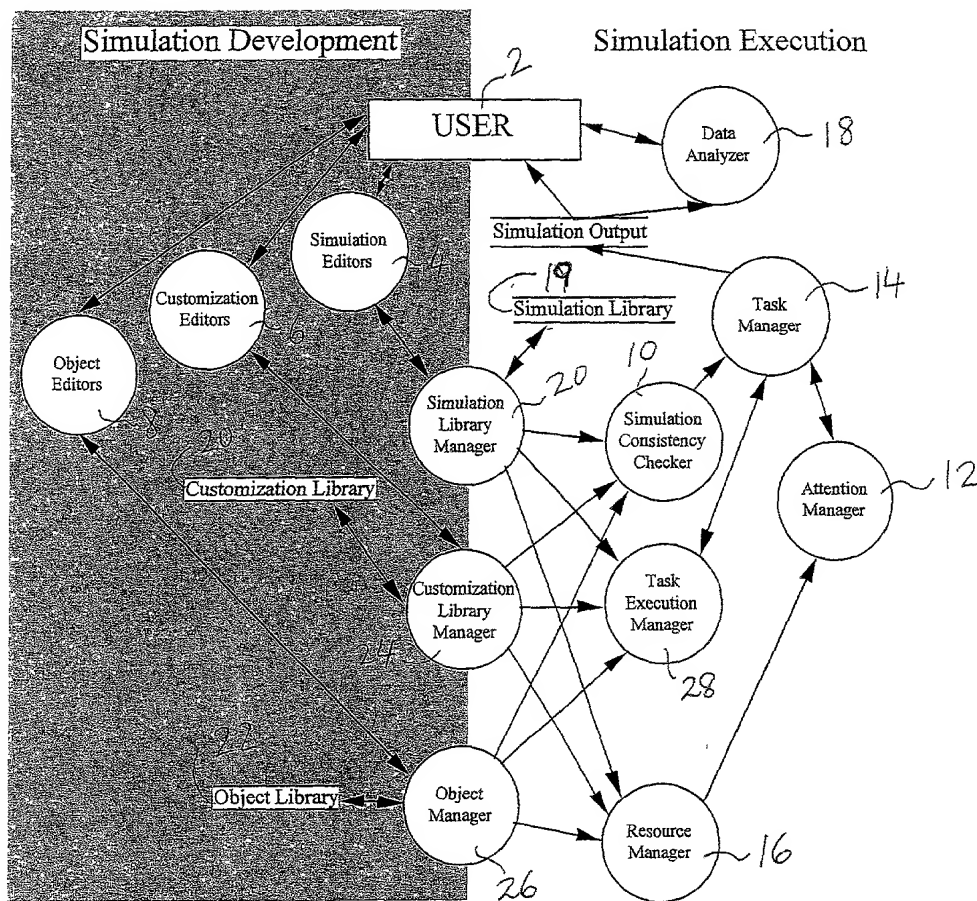 Simulation Development
Simulation Execution
2
USER
Data
Analyzer
18
Simulation
Editors
4
Simulation Output
Customization
Editors
6
19
Simulation Library
Task
Manager
14
Object
Editors
8
20
Simulation
Library
Manager
20
10
Simulation
Consistency
Checker
Customization Library
Attention
Manager
12
Customization
Library
Manager
24
Task
Execution
Manager
28
22
Object Library
Object
Manager
26
Resource
Manager
16